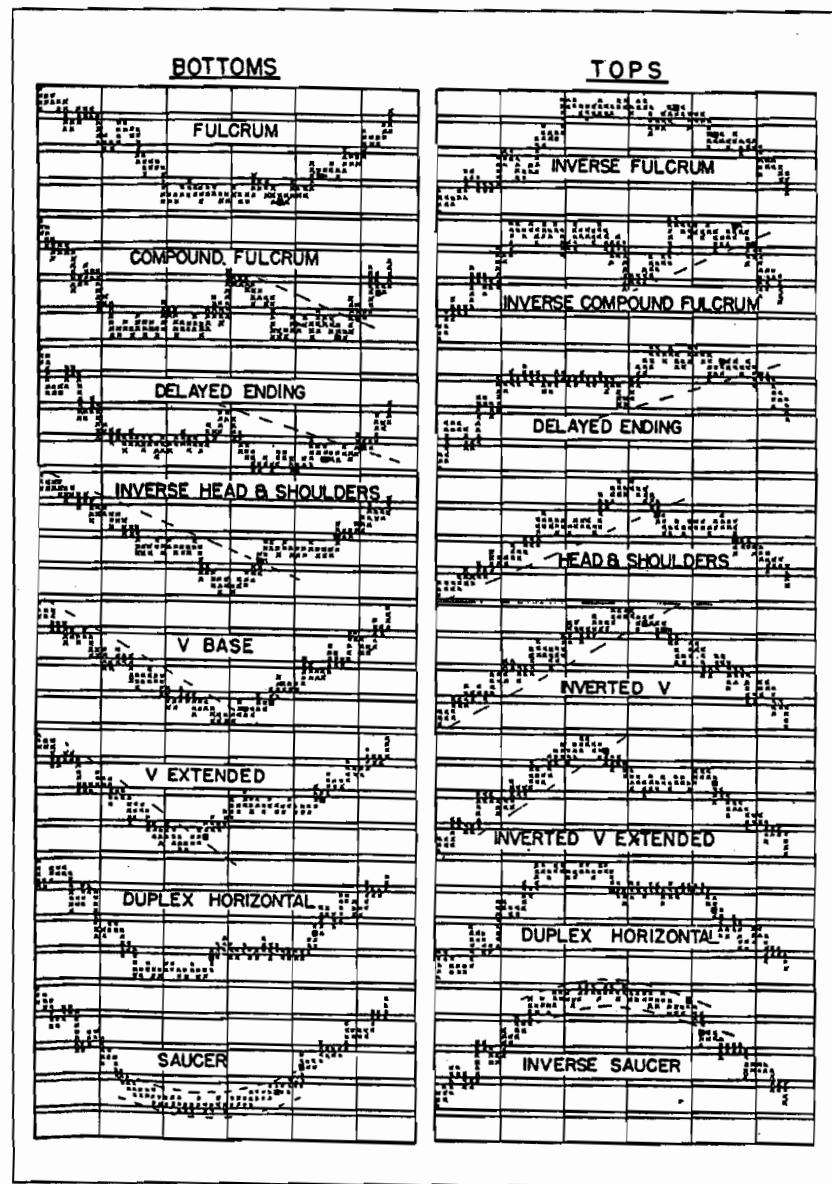 BOTTOMS
FULCRUM
COMPOUND FULCRUM
DELAYED ENDING
INVERSE HEAD & SHOULDERS
V BASE
V EXTENDED
DUPLEX HORIZONTAL
SAUCER
TOPS
INVERSE FULCRUM
INVERSE COMPOUND FULCRUM
DELAYED ENDING
HEAD & SHOULDERS
INVERTED V
INVERTED V EXTENDED
DUPLEX HORIZONTAL
INVERSE SAUCER